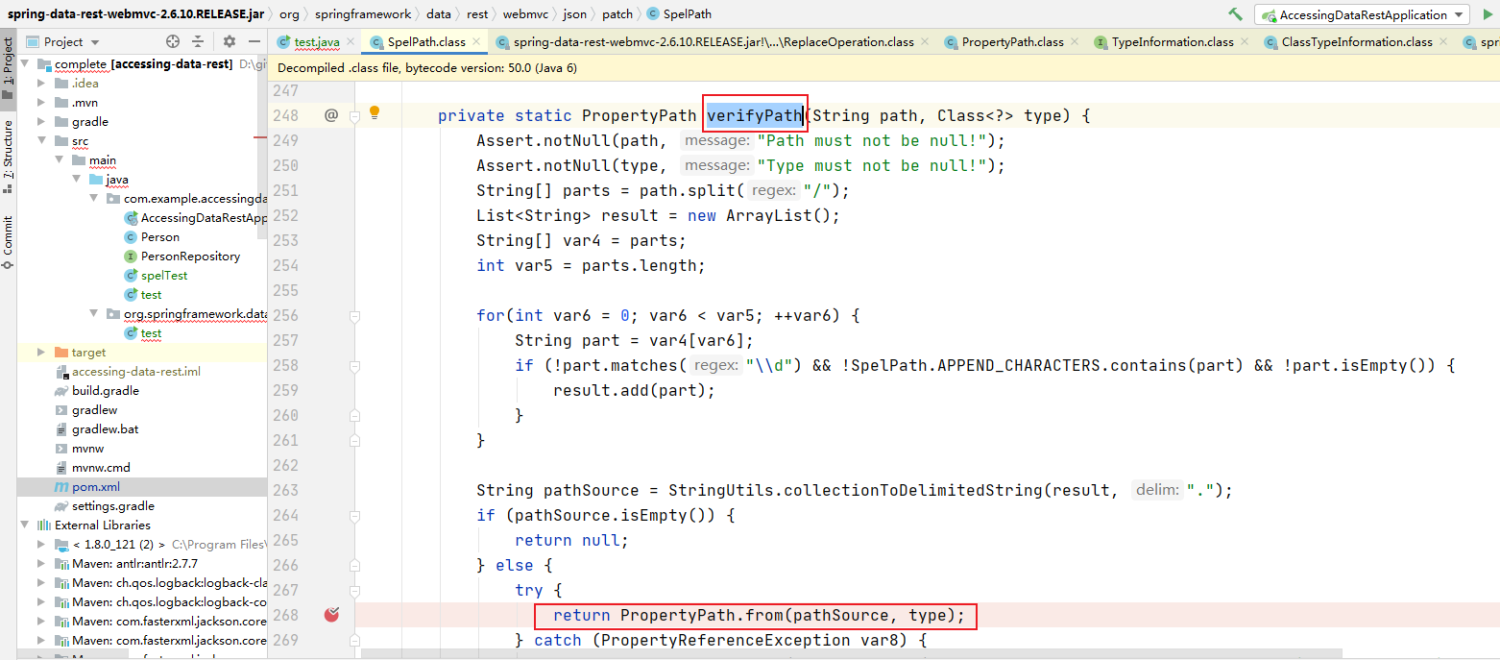 spring-data-rest-webmvc-2.6.10.RELEASE.jar org springframework data rest webmvc json patch SpelPath AccessingDataRestApplication
Project test.java SpelPath.class spring-data-rest-webmvc-2.6.10.RELEASE.jar!\...\ReplaceOperation.class PropertyPath.class TypeInformation.class ClassTypeInformation.class spr
1: Project
7: Structure
Commit
complete [accessing-data-rest] D:\gi
.idea
.mvn
gradle
src
main
java
com.example.accessingda
AccessingDataRestApp
Person
PersonRepository
spelTest
test
org.springframework.data
test
target
accessing-data-rest.iml
build.gradle
gradlew
gradlew.bat
mvnw
mvnw.cmd
pom.xml
settings.gradle
External Libraries
< 1.8.0_121 (2) > C:\Program Files\
Maven: antlr:antlr:2.7.7
Maven: ch.qos.logback:logback-cla
Maven: ch.qos.logback:logback-co
Maven: com.fasterxml.jackson.core
Maven: com.fasterxml.jackson.core
Decompiled .class file, bytecode version: 50.0 (Java 6)
247
248 @ private static PropertyPath verifyPath(String path, Class<?> type) {
249 Assert.notNull(path, message: "Path must not be null!");
250 Assert.notNull(type, message: "Type must not be null!");
251 String[] parts = path.split( regex: "/");
252 List<String> result = new ArrayList();
253 String[] var4 = parts;
254 int var5 = parts.length;
255
256 for(int var6 = 0; var6 < var5; ++var6) {
257 String part = var4[var6];
258 if (!part.matches( regex: "\\d") && !SpelPath.APPEND_CHARACTERS.contains(part) && !part.isEmpty()) {
259 result.add(part);
260 }
261 }
262
263 String pathSource = StringUtils.collectionToDelimitedString(result, delim: ".");
264 if (pathSource.isEmpty()) {
265 return null;
266 } else {
267 try {
268 return PropertyPath.from(pathSource, type);
269 } catch (PropertyReferenceException var8) {